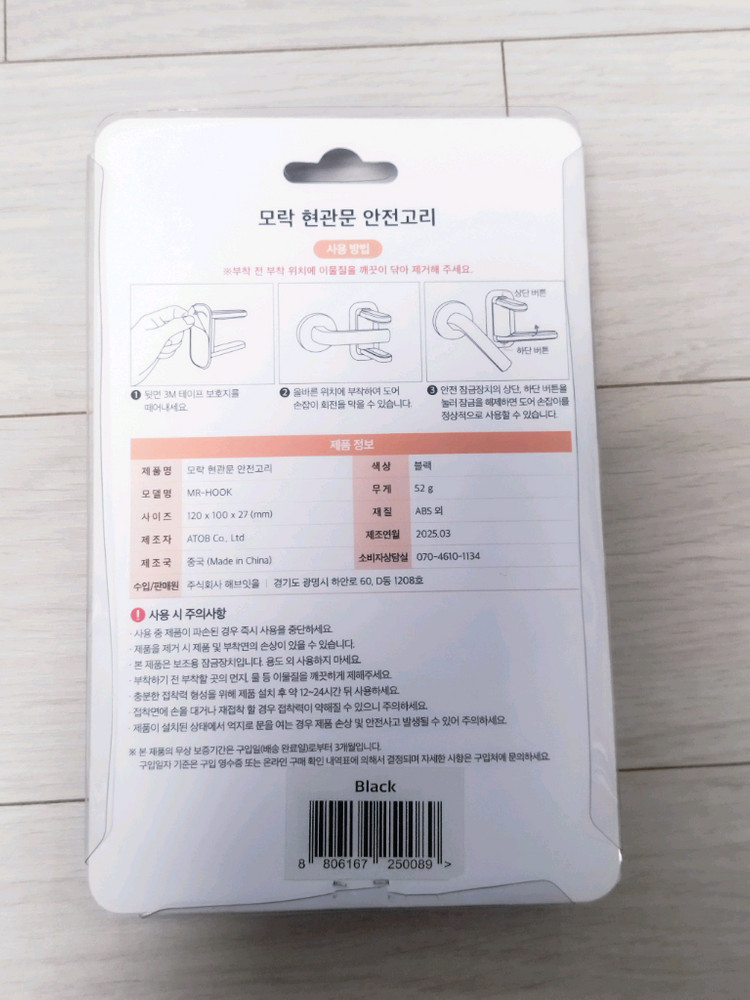 모락 현관문 안전고리
사용 방법
※부착 전 부착 위치에 이물질을 깨끗이 닦아 제거해 주세요.
상단 버튼
하단 버튼
1 뒷면 3M 테이프 보호지를
떼어내세요.
2 올바른 위치에 부착하여 도어
손잡이 회전을 막을 수 있습니다.
3 안전 잠금장치의 상단, 하단 버튼을
눌러 잠금을 해제하면 도어 손잡이를
정상적으로 사용할 수 있습니다.
제품 정보
제품명 모락 현관문 안전고리 색상 블랙
모델명 MR-HOOK 무게 52 g
사이즈 120 x 100 x 27 (mm) 재질 ABS 외
제조자 ATOB Co., Ltd 제조연월 2025.03
제조국 중국 (Made in China) 소비자상담실 070-4610-1134
수입/판매원 주식회사 해브잇올 | 경기도 광명시 하안로 60, D동 1208호
! 사용 시 주의사항
· 사용 중 제품이 파손된 경우 즉시 사용을 중단하세요.
· 제품을 제거 시 제품 및 부착면의 손상이 있을 수 있습니다.
· 본 제품은 보조용 잠금장치입니다. 용도 외 사용하지 마세요.
· 부착하기 전 부착할 곳의 먼지, 물 등 이물질을 깨끗하게 제해주세요.
· 충분한 접착력 형성을 위해 제품 설치 후 약 12~24시간 뒤 사용하세요.
· 접착면에 손을 대거나 재접착 할 경우 접착력이 약해질 수 있으니 주의하세요.
· 제품이 설치된 상태에서 억지로 문을 여는 경우 제품 손상 및 안전사고 발생될 수 있어 주의하세요.
※ 본 제품의 무상 보증기간은 구입일(배송 완료일)로부터 3개월입니다.
구입일자 기준은 구입 영수증 또는 온라인 구매 확인 내역표에 의해서 결정되며 자세한 사항은 구입처에 문의하세요.
Black
8 806167 250089 >